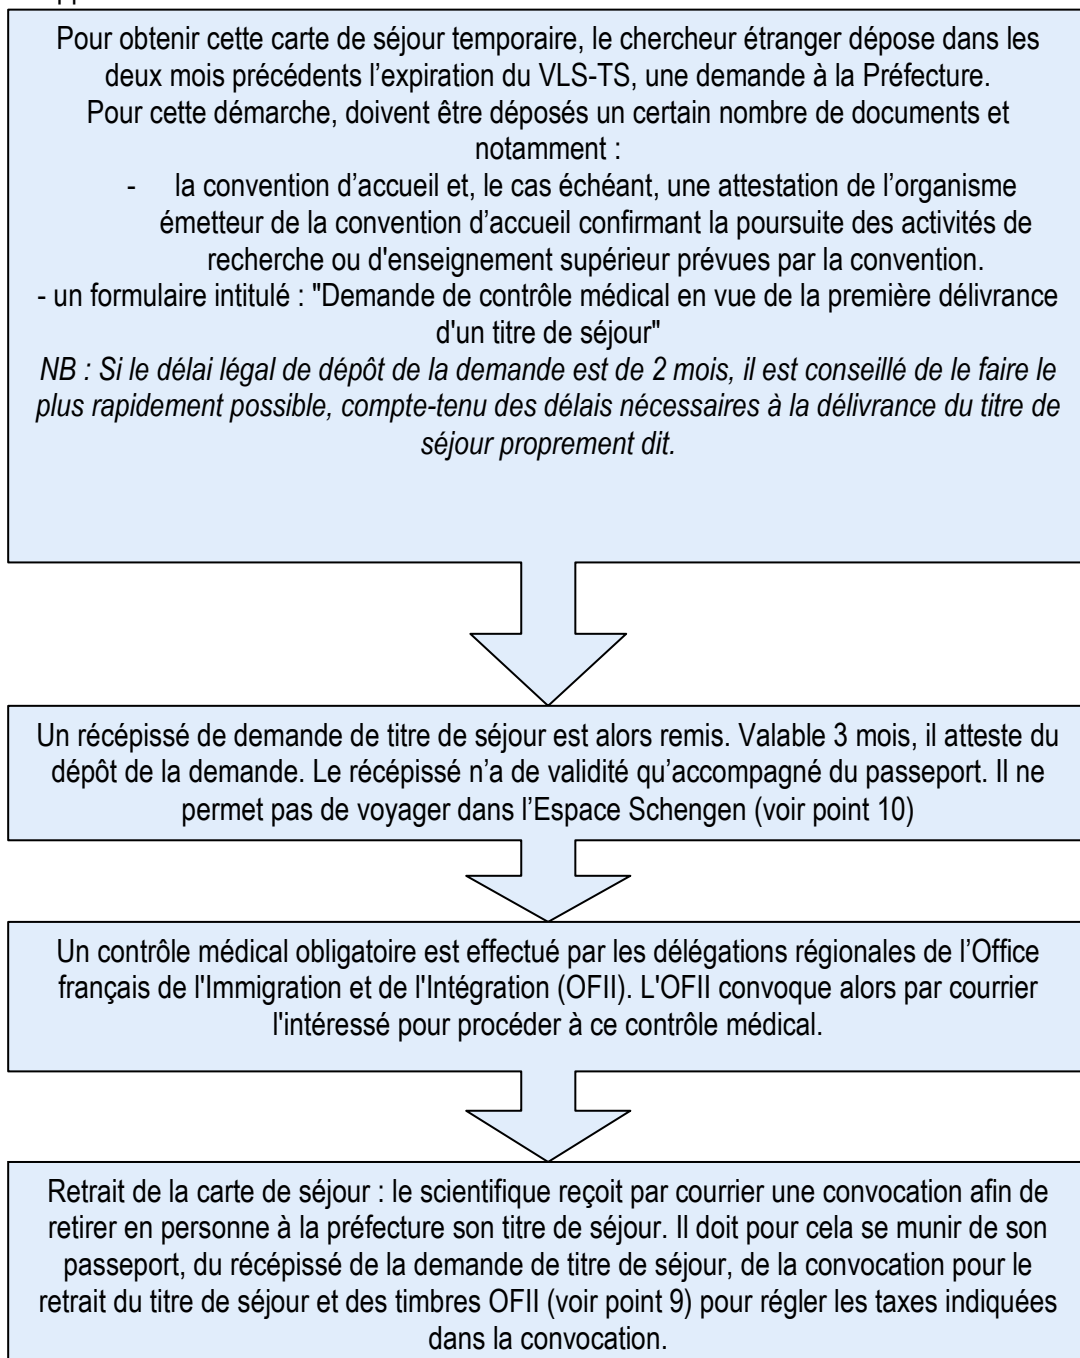 Pour obtenir cette carte de séjour temporaire, le chercheur étranger dépose dans les
deux mois précédents l’expiration du VLS-TS, une demande à la Préfecture.
Pour cette démarche, doivent être déposés un certain nombre de documents et
notamment :
- la convention d’accueil et, le cas échéant, une attestation de l’organisme
émetteur de la convention d’accueil confirmant la poursuite des activités de
recherche ou d'enseignement supérieur prévues par la convention.
- un formulaire intitulé : "Demande de contrôle médical en vue de la première délivrance
d'un titre de séjour"
NB : Si le délai légal de dépôt de la demande est de 2 mois, il est conseillé de le faire le
plus rapidement possible, compte-tenu des délais nécessaires à la délivrance du titre de
séjour proprement dit.
Un récépissé de demande de titre de séjour est alors remis. Valable 3 mois, il atteste du
dépôt de la demande. Le récépissé n’a de validité qu’accompagné du passeport. Il ne
permet pas de voyager dans l’Espace Schengen (voir point 10)
Un contrôle médical obligatoire est effectué par les délégations régionales de l’Office
français de l'Immigration et de l'Intégration (OFII). L'OFII convoque alors par courrier
l'intéressé pour procéder à ce contrôle médical.
Retrait de la carte de séjour : le scientifique reçoit par courrier une convocation afin de
retirer en personne à la préfecture son titre de séjour. Il doit pour cela se munir de son
passeport, du récépissé de la demande de titre de séjour, de la convocation pour le
retrait du titre de séjour et des timbres OFII (voir point 9) pour régler les taxes indiquées
dans la convocation.